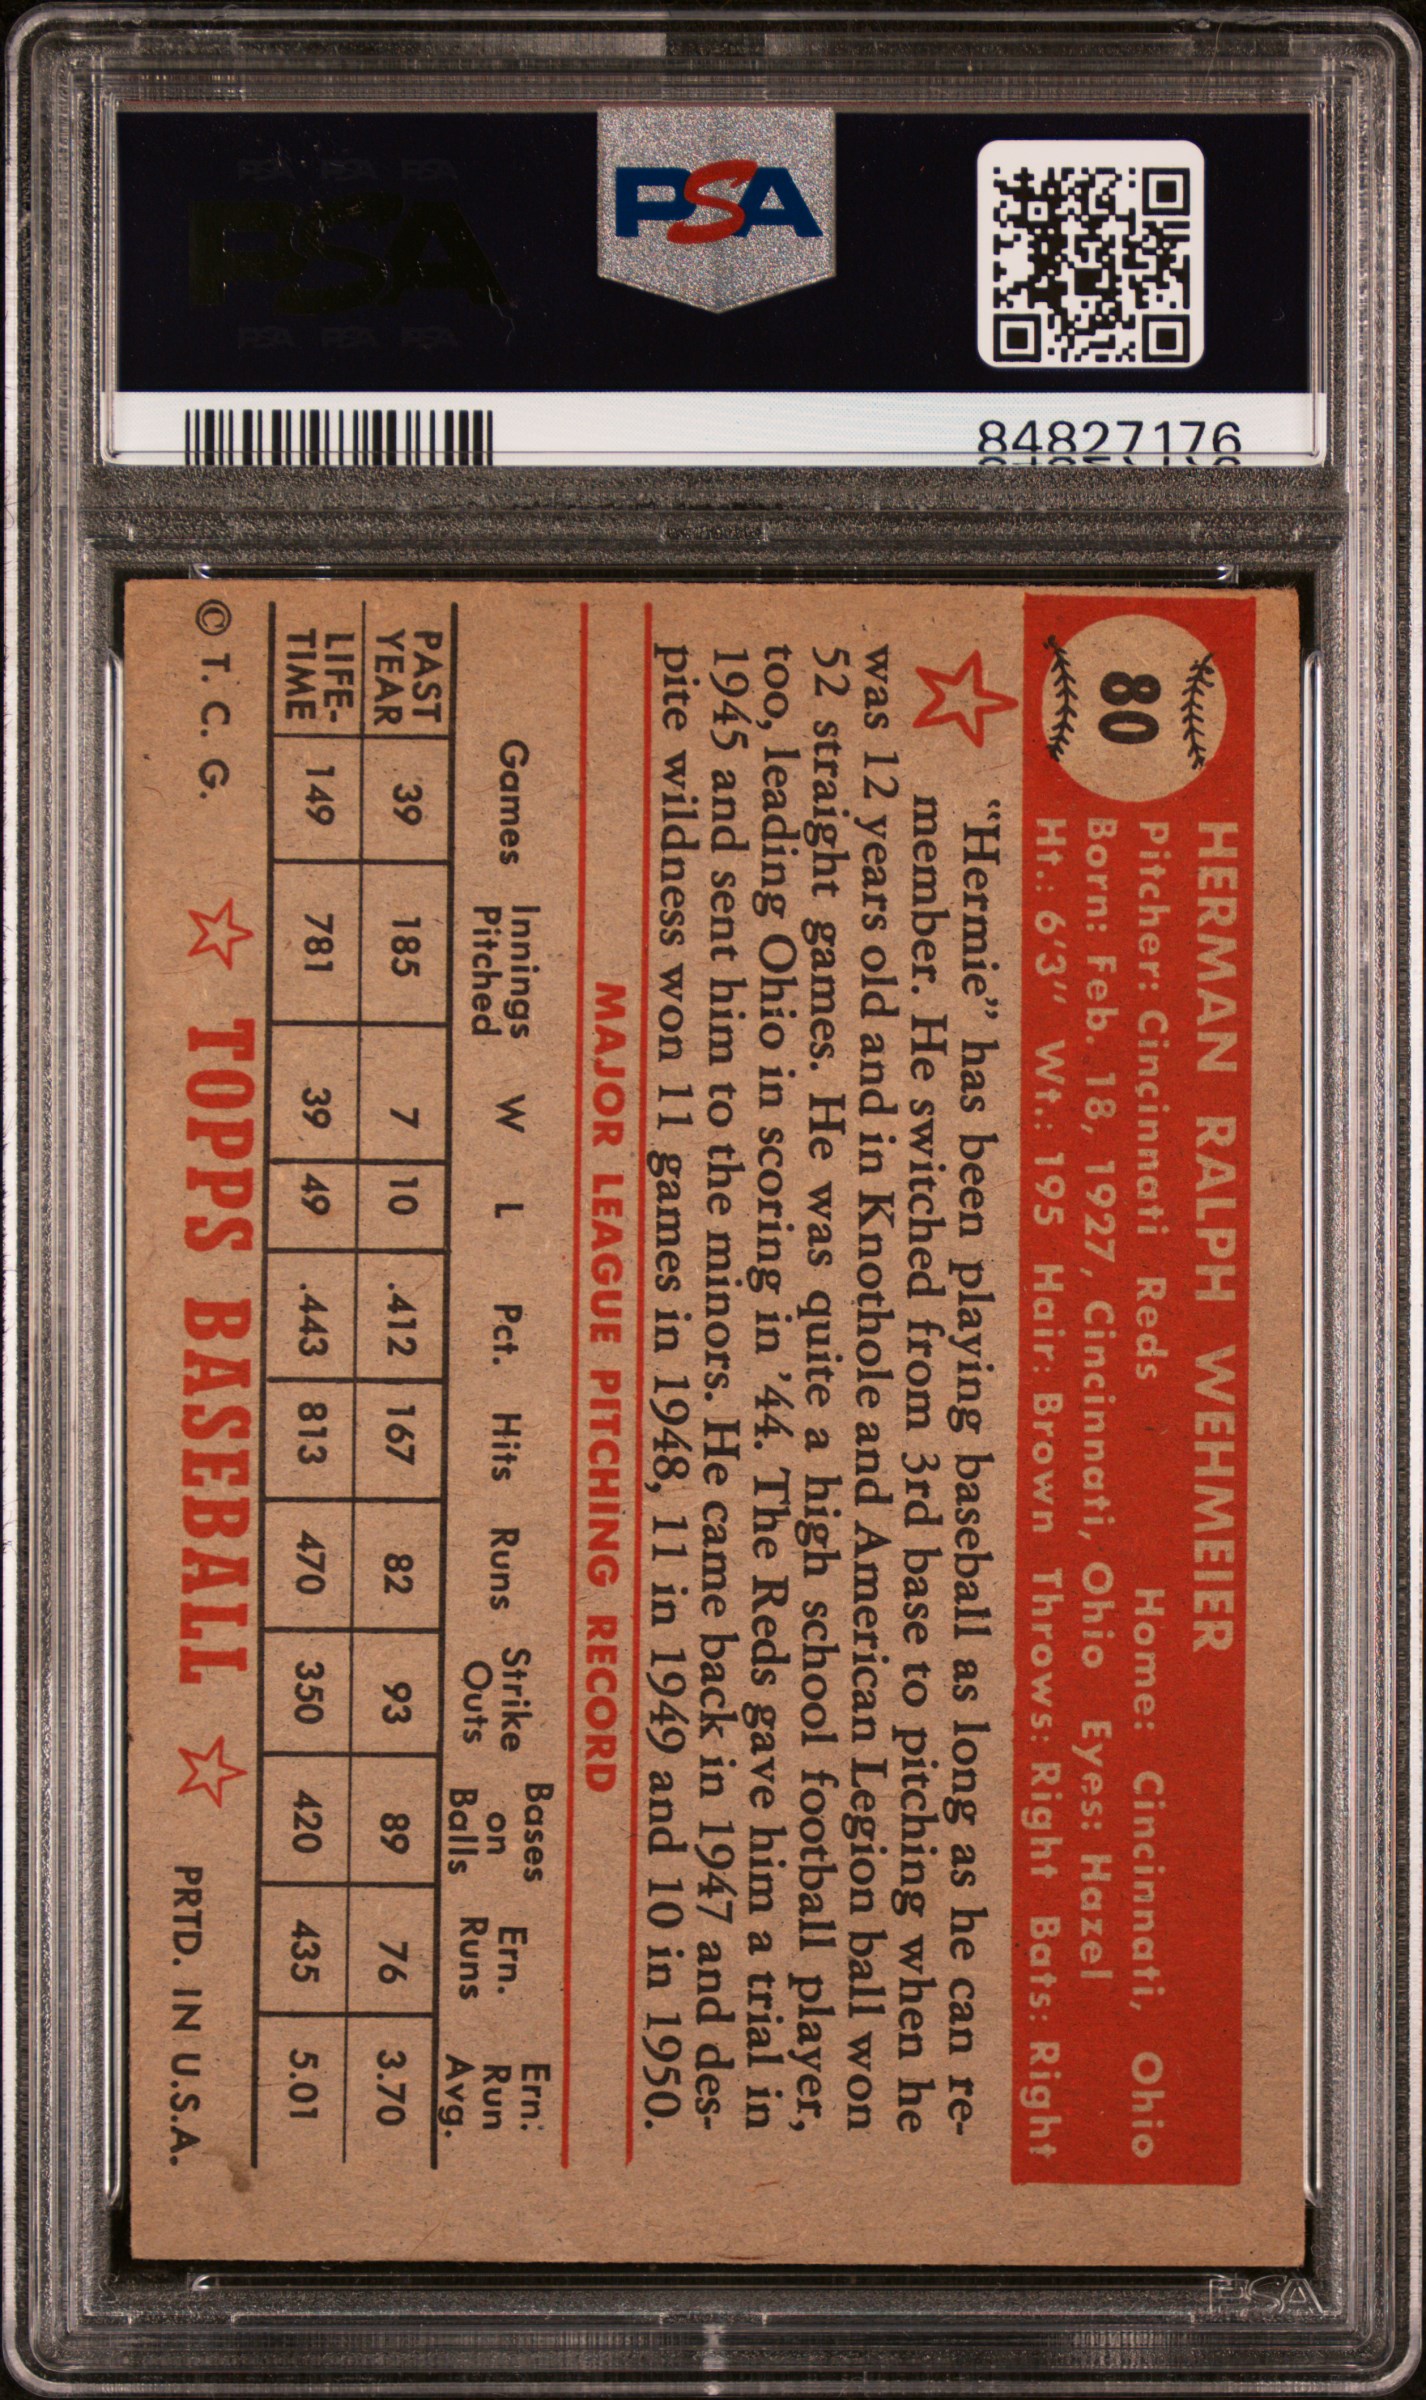 PSA
PSA PSA PSA
PSA
PSA PSA PSA
84827176
80
HERMAN RALPH WEHMEIER
Pitcher: Cincinnati Reds Home: Cincinnati, Ohio
Born: Feb. 18, 1927, Cincinnati, Ohio Eyes: Hazel
Ht.: 6'3" Wt.: 195 Hair: Brown Throws: Right Bats: Right
"Hermie" has been playing baseball as long as he can re-
member. He switched from 3rd base to pitching when he
was 12 years old and in Knothole and American Legion ball won
52 straight games. He was quite a high school football player,
too, leading Ohio in scoring in '44. The Reds gave him a trial in
1945 and sent him to the minors. He came back in 1947 and des-
pite wildness won 11 games in 1948, 11 in 1949 and 10 in 1950.
MAJOR LEAGUE PITCHING RECORD
Games Innings Pitched W L Pct. Hits Runs Strike Outs Bases on Balls Ern. Runs Ern. Run Avg.
PAST YEAR 39 185 7 10 .412 167 82 93 89 76 3.70
LIFE-TIME 149 781 39 49 .443 813 470 350 420 435 5.01
© T. C. G. TOPPS BASEBALL PRTD. IN U.S.A.
PSA